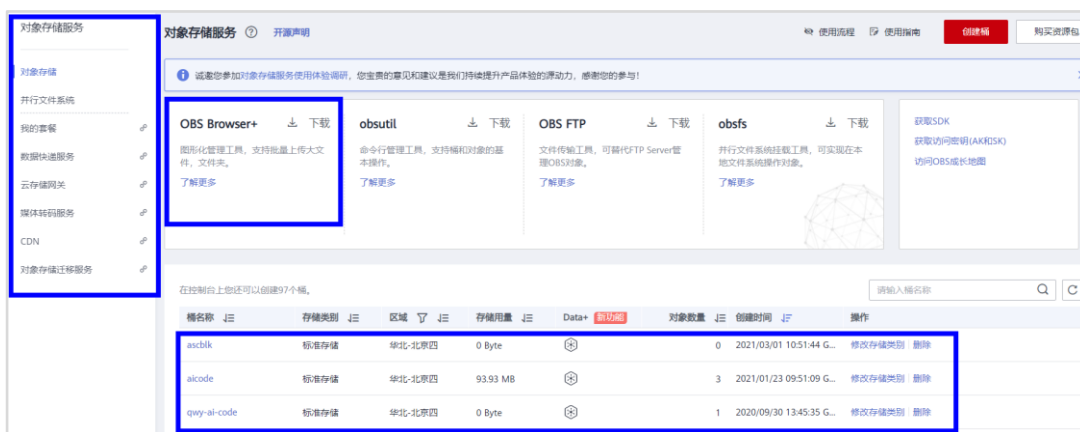 对象存储服务
对象存储
并行文件系统
我的套餐
数据快递服务
云存储网关
媒体转码服务
CDN
对象存储迁移服务
对象存储服务 ? 开源声明
使用流程 使用指南 创建桶 购买资源包
诚邀您参加对象存储服务使用体验调研，您宝贵的意见和建议是我们持续提升产品体验的源动力，感谢您的参与！
OBS Browser+ 下载
图形化管理工具，支持批量上传大文
件，文件夹。
了解更多
obsutil 下载
命令行管理工具，支持桶和对象的基
本操作。
了解更多
OBS FTP 下载
文件传输工具，可替代FTP Server管
理OBS对象。
了解更多
obsfs 下载
并行文件系统挂载工具，可实现在本
地文件系统操作对象。
了解更多
获取SDK
获取访问密钥(AK和SK)
访问OBS成长地图
在控制台上您还可以创建97个桶。
请输入桶名称
桶名称 存储类别 区域 存储用量 Data+ 新功能 对象数量 创建时间 操作
ascblk 标准存储 华北-北京四 0 Byte 0 2021/03/01 10:51:44 G... 修改存储类别 删除
aicode 标准存储 华北-北京四 93.93 MB 3 2021/01/23 09:51:09 G... 修改存储类别 删除
qwy-ai-code 标准存储 华北-北京四 0 Byte 1 2020/09/30 13:45:35 G... 修改存储类别 删除